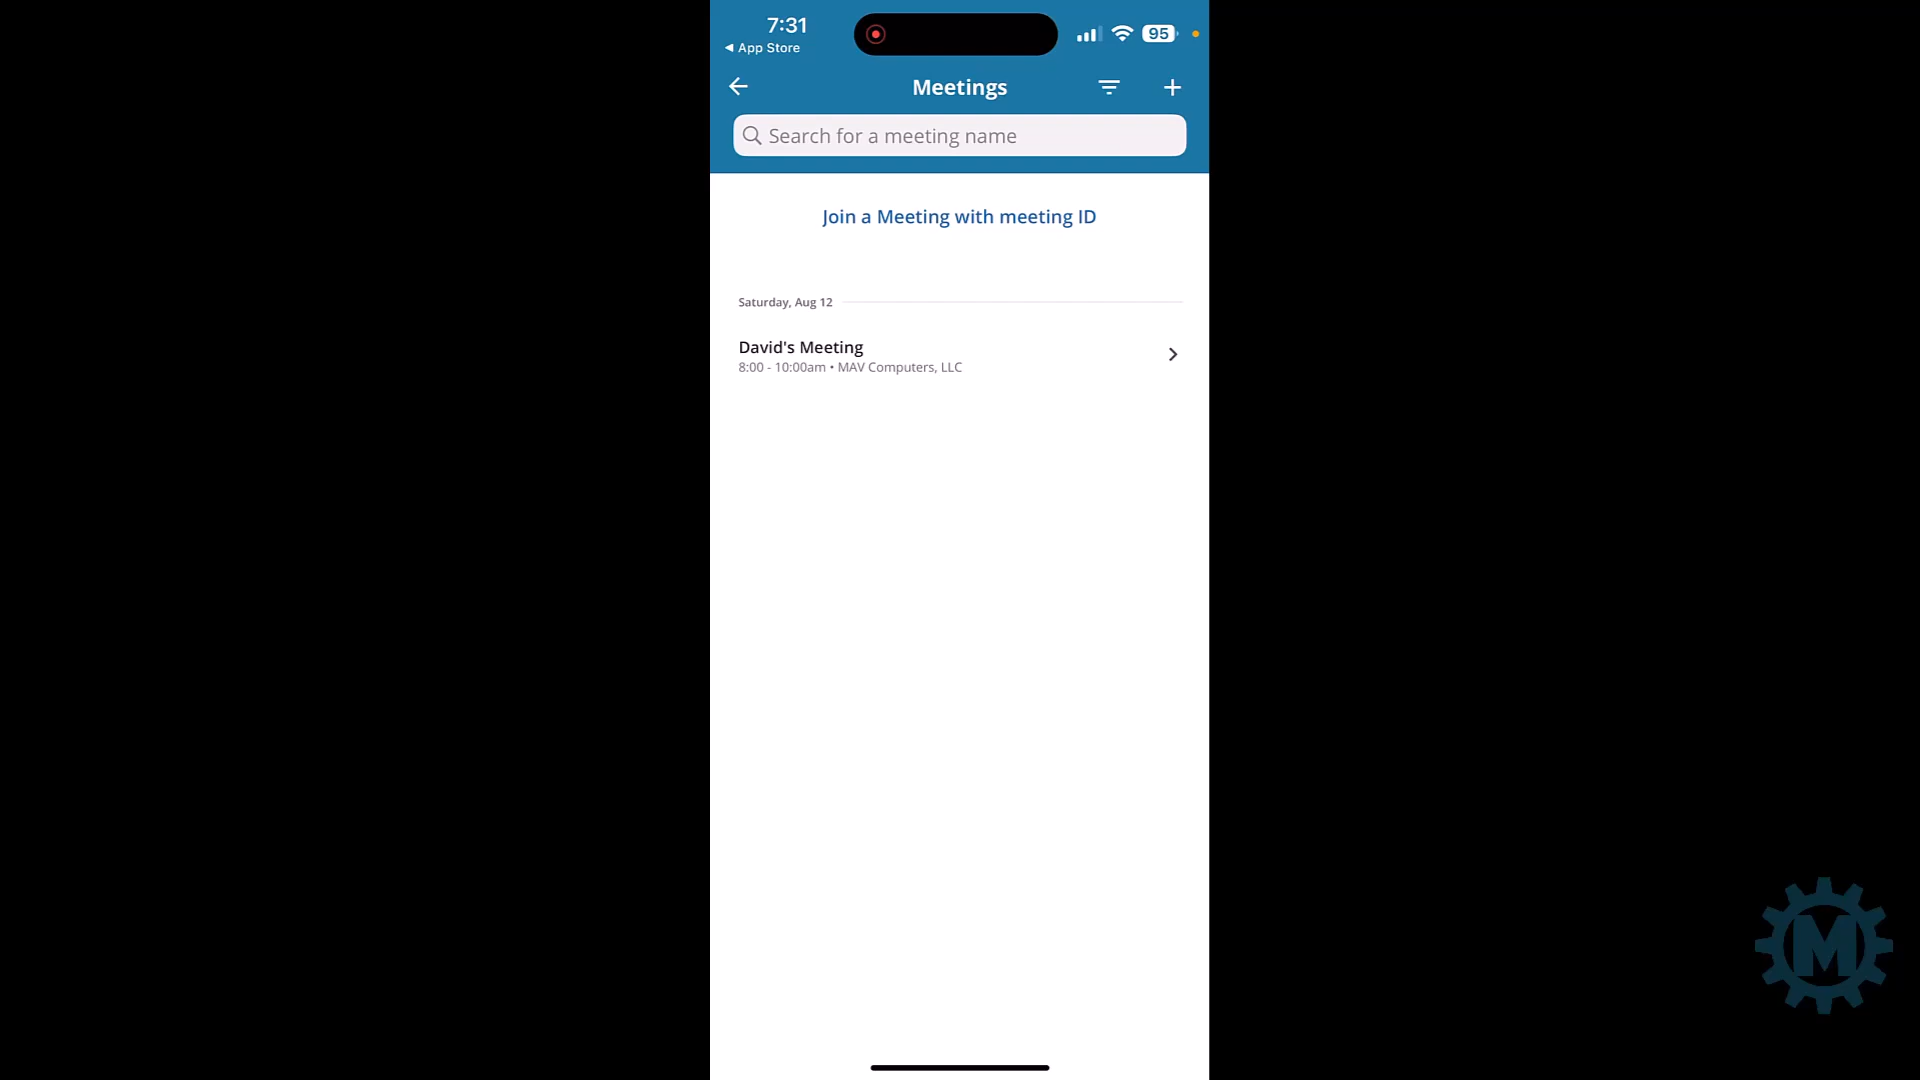 7:31
◀ App Store
95
Meetings
Search for a meeting name
Join a Meeting with meeting ID
Saturday, Aug 12
David's Meeting
8:00 - 10:00am • MAV Computers, LLC
M